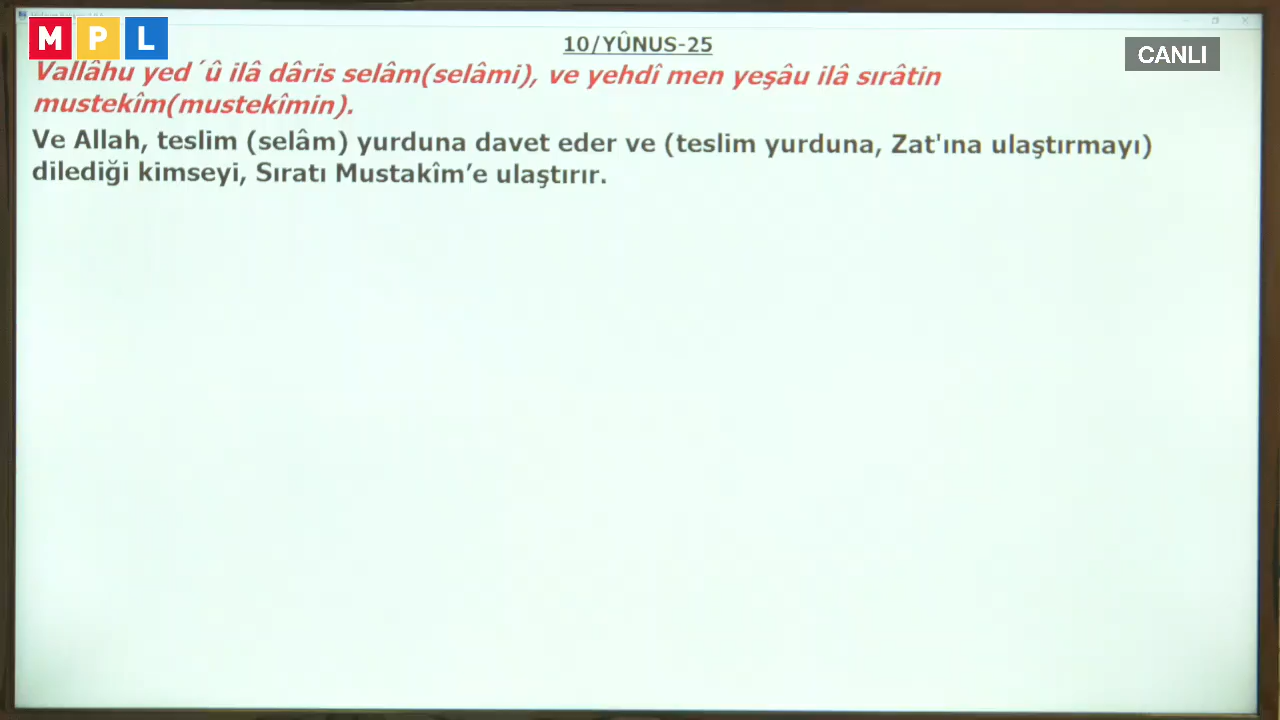 MPL
10/YÛNUS-25
CANLI
Vallâhu yed´û ilâ dâris selâm(selâmi), ve yehdî men yeşâu ilâ sırâtin
mustekîm(mustekîmin).
Ve Allah, teslim (selâm) yurduna davet eder ve (teslim yurduna, Zat'ına ulaştırmayı)
dilediği kimseyi, Sıratı Mustakîm’e ulaştırır.